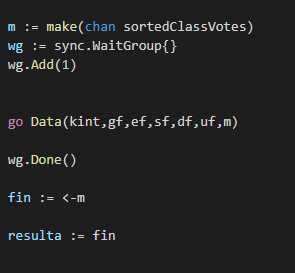 m := make(chan sortedClassVotes)
wg := sync.WaitGroup{}
wg.Add(1)
go Data(kint,gf,ef,sf,df,uf,m)
wg.Done()
fin := <-m
resulta := fin